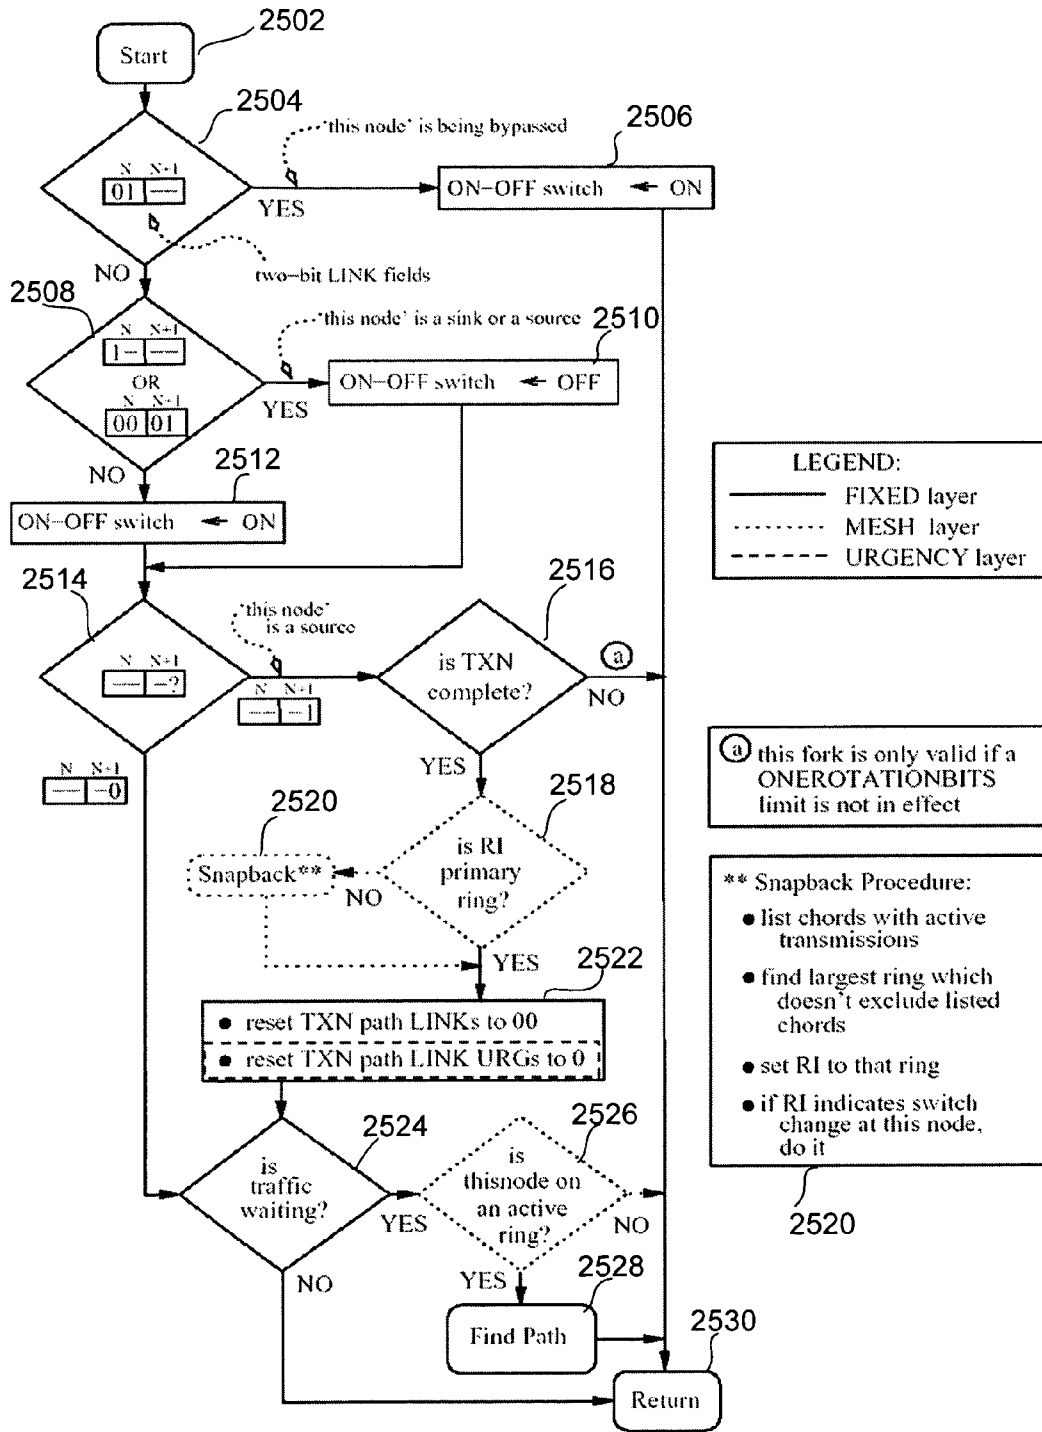 2502
Start
2504
'this node' is being bypassed
2506
N N+1
01 --
YES
ON-OFF switch ← ON
NO
two-bit LINK fields
2508
'this node' is a sink or a source
2510
N N+1
1- --
OR
N N+1
00 01
YES
ON-OFF switch ← OFF
NO
2512
ON-OFF switch ← ON
LEGEND:
FIXED layer
MESH layer
URGENCY layer
2514
'this node'
is a source
2516
N N+1
-- -?
N N+1
-- -1
is TXN
complete?
a
NO
N N+1
-- -0
YES
2518
a this fork is only valid if a
ONEROTATIONBITS
limit is not in effect
2520
Snapback**
NO
is RI
primary
ring?
YES
2522
• reset TXN path LINKs to 00
• reset TXN path LINK URGs to 0
** Snapback Procedure:
• list chords with active
transmissions
• find largest ring which
doesn't exclude listed
chords
• set RI to that ring
• if RI indicates switch
change at this node,
do it
2520
2524
is
traffic
waiting?
YES
2526
is
thisnode on
an active
ring?
NO
NO
YES
2528
Find Path
2530
Return